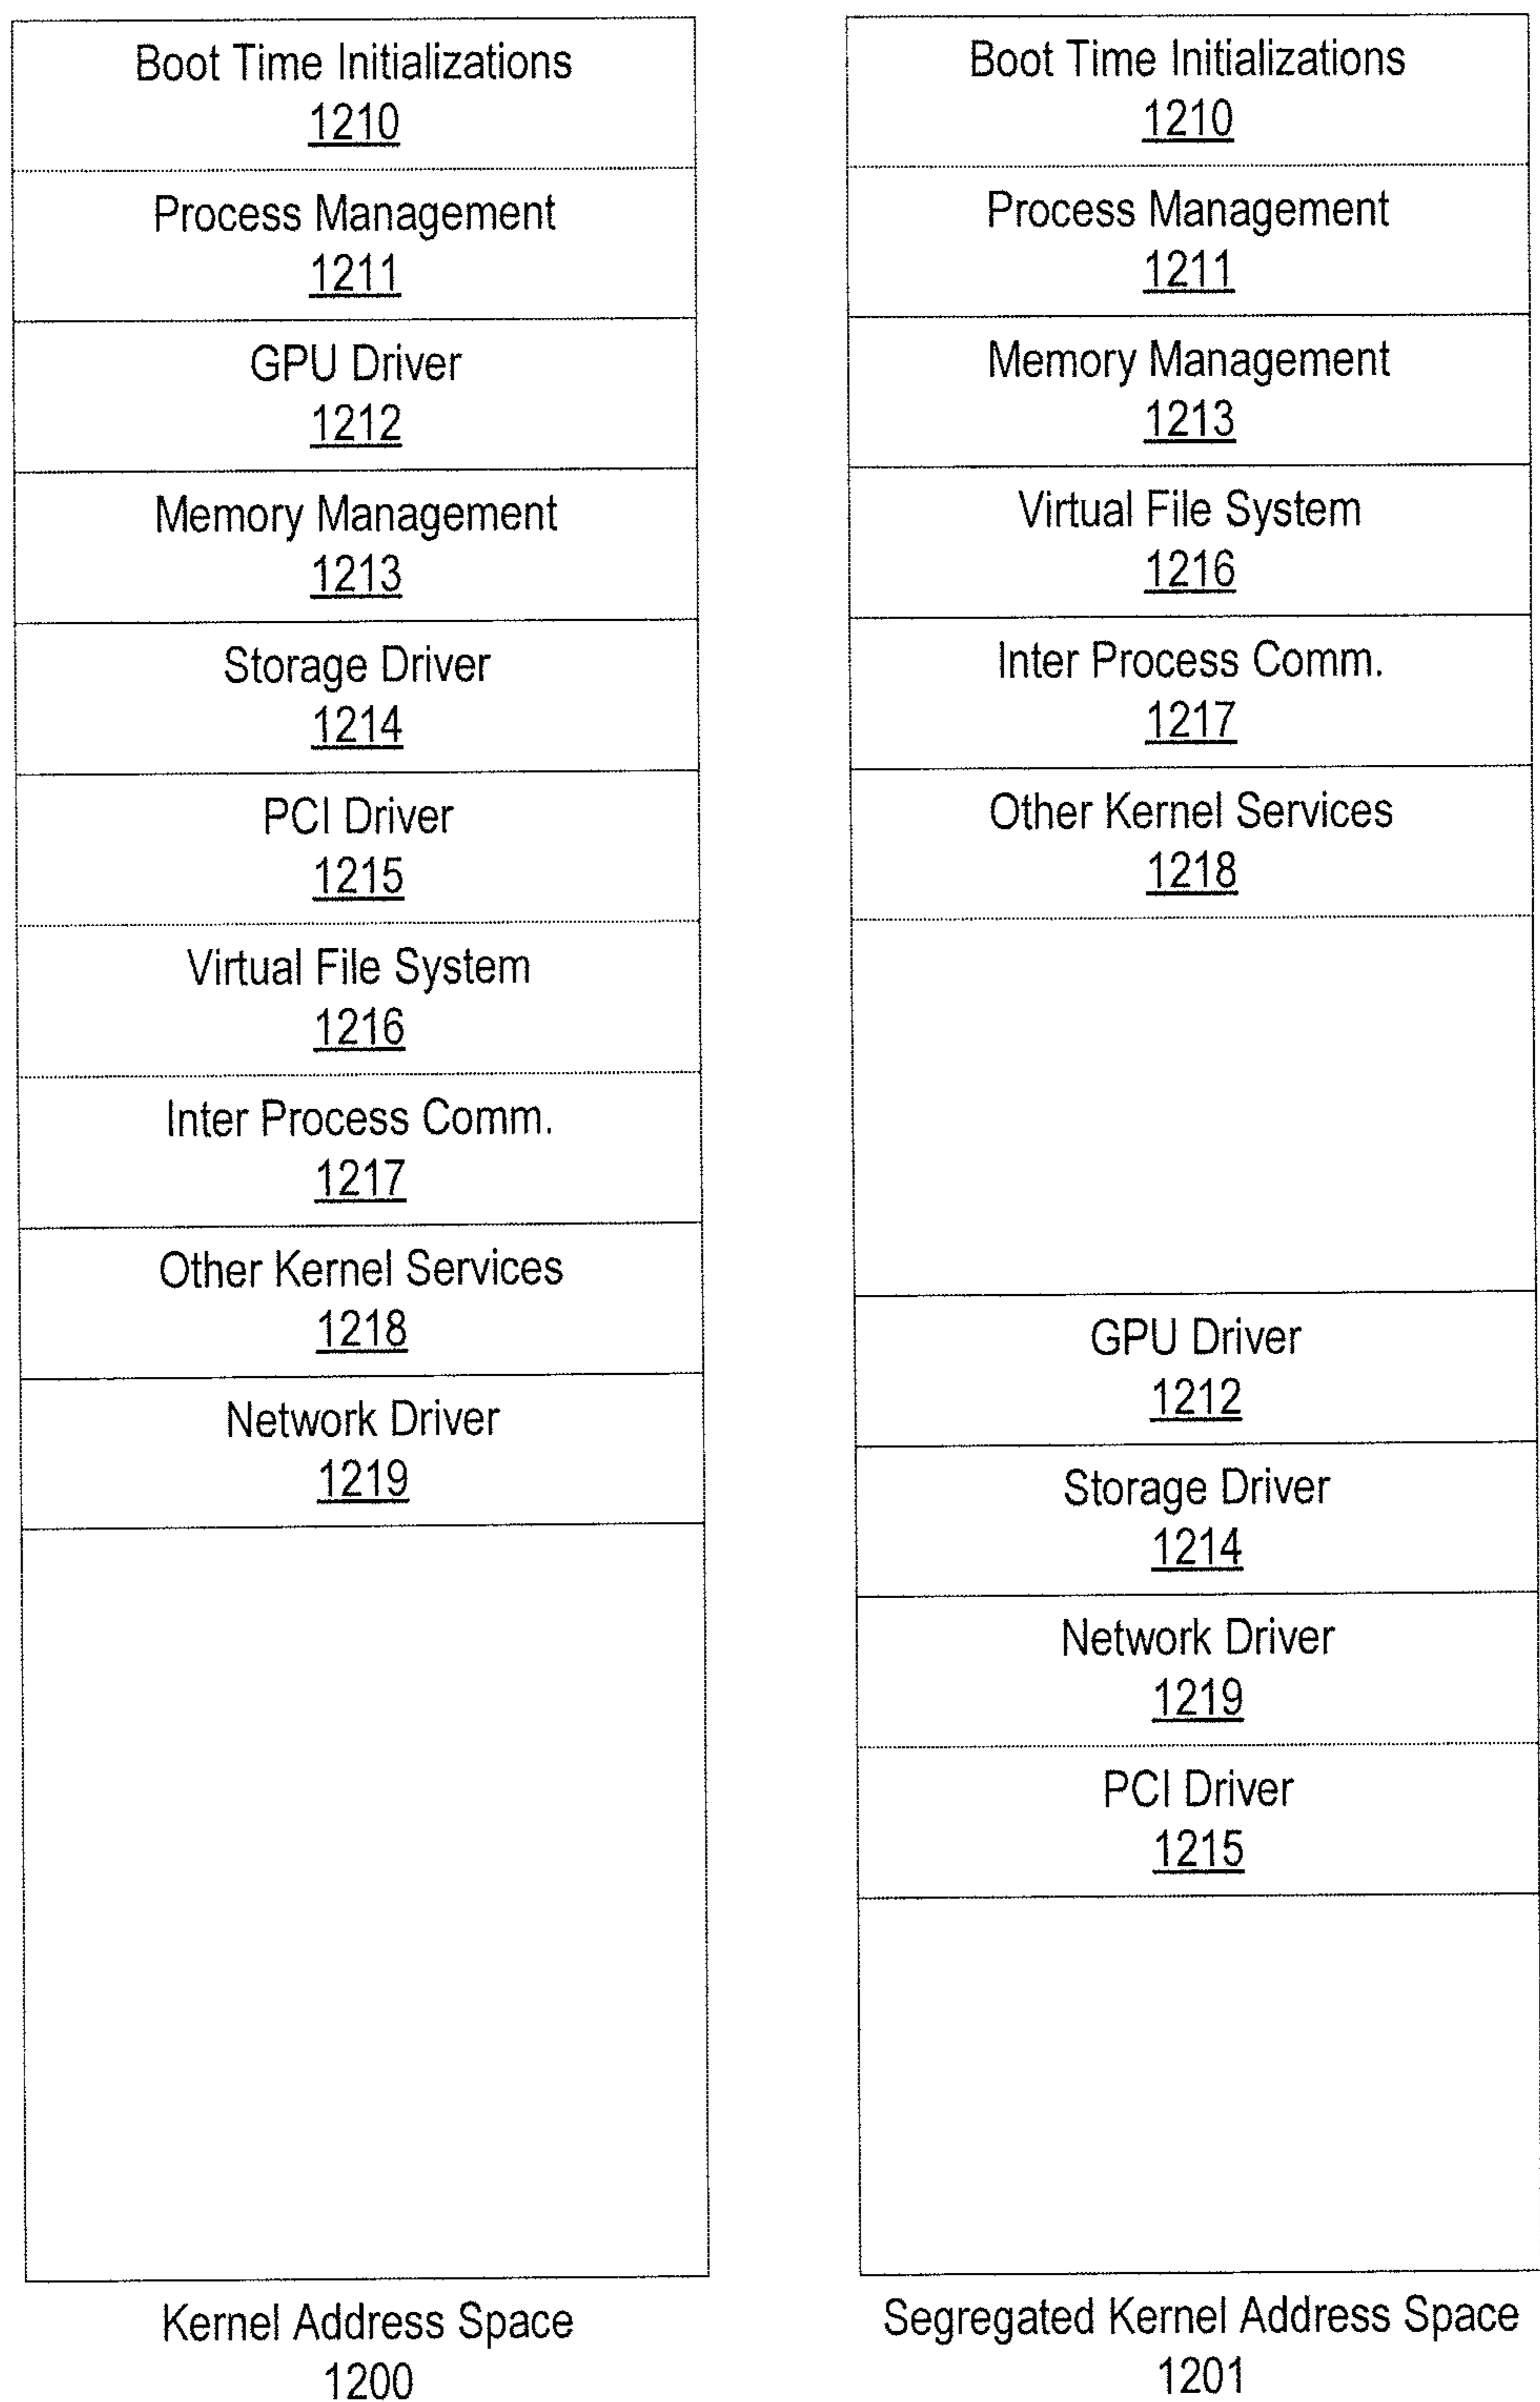 Boot Time Initializations
1210
Process Management
1211
GPU Driver
1212
Memory Management
1213
Storage Driver
1214
PCI Driver
1215
Virtual File System
1216
Inter Process Comm.
1217
Other Kernel Services
1218
Network Driver
1219
Kernel Address Space
1200
Boot Time Initializations
1210
Process Management
1211
Memory Management
1213
Virtual File System
1216
Inter Process Comm.
1217
Other Kernel Services
1218
GPU Driver
1212
Storage Driver
1214
Network Driver
1219
PCI Driver
1215
Segregated Kernel Address Space
1201